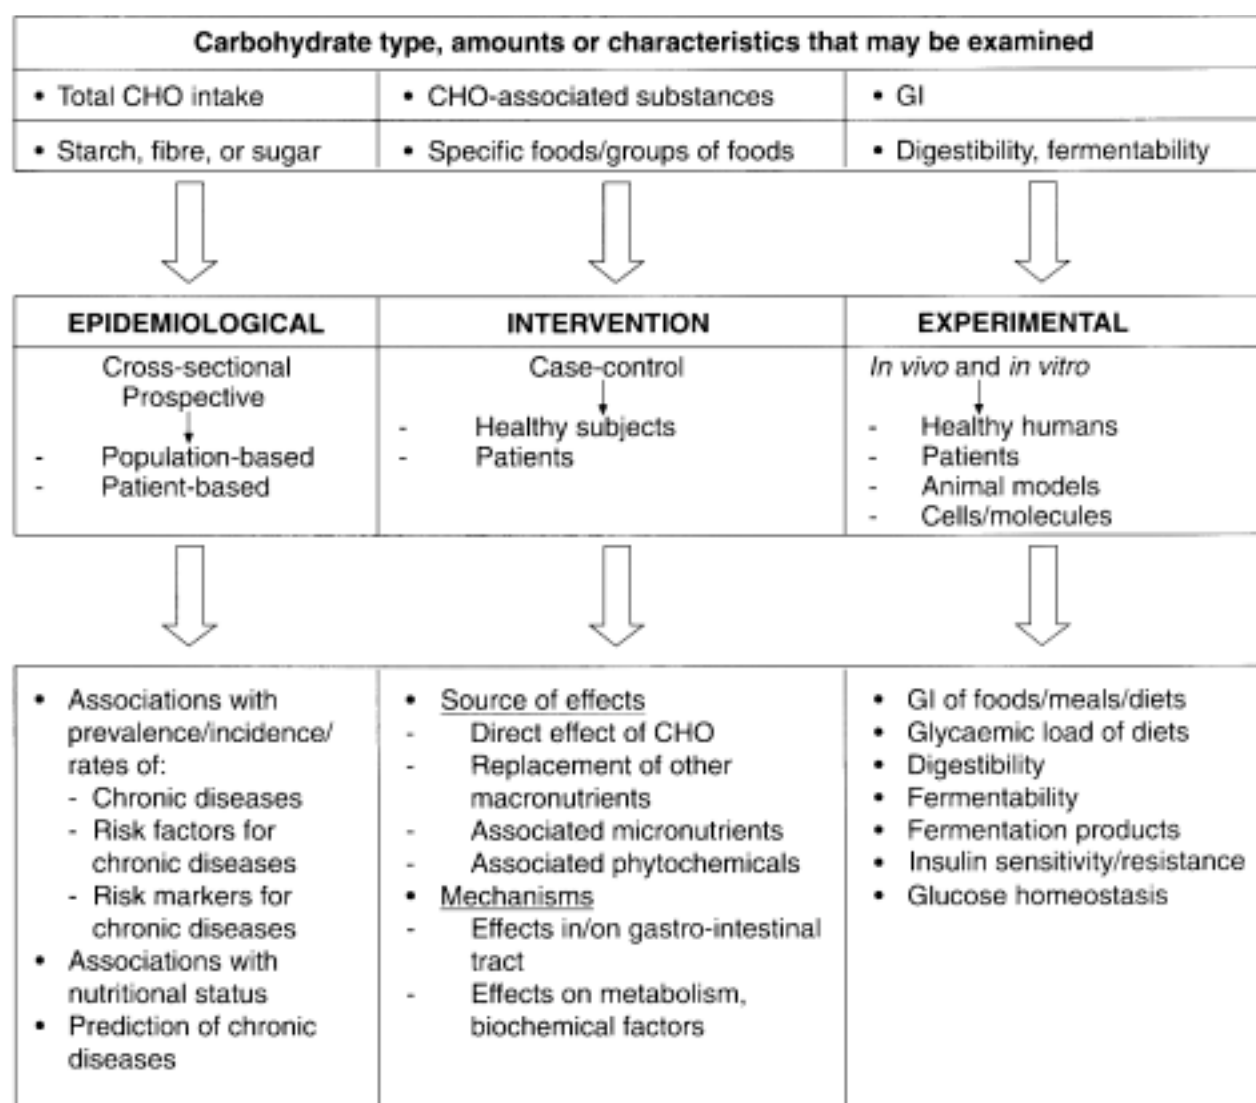 Carbohydrate type, amounts or characteristics that may be examined
• Total CHO intake
• CHO-associated substances
• GI
• Starch, fibre, or sugar
• Specific foods/groups of foods
• Digestibility, fermentability
EPIDEMIOLOGICAL
Cross-sectional
Prospective
- Population-based
- Patient-based
INTERVENTION
Case-control
- Healthy subjects
- Patients
EXPERIMENTAL
In vivo and in vitro
- Healthy humans
- Patients
- Animal models
- Cells/molecules
• Associations with
prevalence/incidence/
rates of:
- Chronic diseases
- Risk factors for
chronic diseases
- Risk markers for
chronic diseases
• Associations with
nutritional status
• Prediction of chronic
diseases
• Source of effects
- Direct effect of CHO
- Replacement of other
macronutrients
- Associated micronutrients
- Associated phytochemicals
• Mechanisms
- Effects in/on gastro-intestinal
tract
- Effects on metabolism,
biochemical factors
• GI of foods/meals/diets
• Glycaemic load of diets
• Digestibility
• Fermentability
• Fermentation products
• Insulin sensitivity/resistance
• Glucose homeostasis